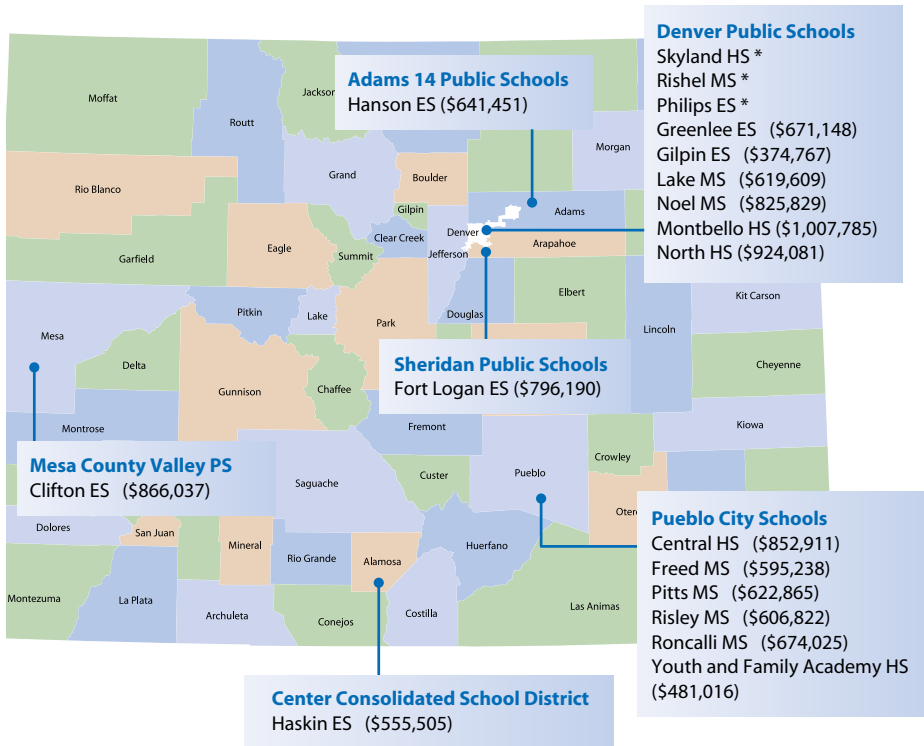 Denver Public Schools
Skyland HS *
Rishel MS *
Philips ES *
Greenlee ES ($671,148)
Gilpin ES ($374,767)
Lake MS ($619,609)
Noel MS ($825,829)
Montbello HS ($1,007,785)
North HS ($924,081)
Adams 14 Public Schools
Hanson ES ($641,451)
Moffat
Routt
Jackson
Morgan
Rio Blanco
Grand
Boulder
Gilpin
Adams
Denver
Clear Creek
Arapahoe
Jefferson
Eagle
Summit
Garfield
Elbert
Kit Carson
Pitkin
Lake
Park
Douglas
Lincoln
Mesa
Delta
Cheyenne
Sheridan Public Schools
Fort Logan ES ($796,190)
Gunnison
Chaffee
Montrose
Fremont
Kiowa
Crowley
Mesa County Valley PS
Clifton ES ($866,037)
Saguache
Custer
Pueblo
Oter
Pueblo City Schools
Central HS ($852,911)
Freed MS ($595,238)
Pitts MS ($622,865)
Risley MS ($606,822)
Roncalli MS ($674,025)
Youth and Family Academy HS
($481,016)
Dolores
San Juan
Mineral
Rio Grande
Alamosa
Huerfano
Montezuma
La Plata
Archuleta
Conejos
Costilla
Las Animas
Center Consolidated School District
Haskin ES ($555,505)